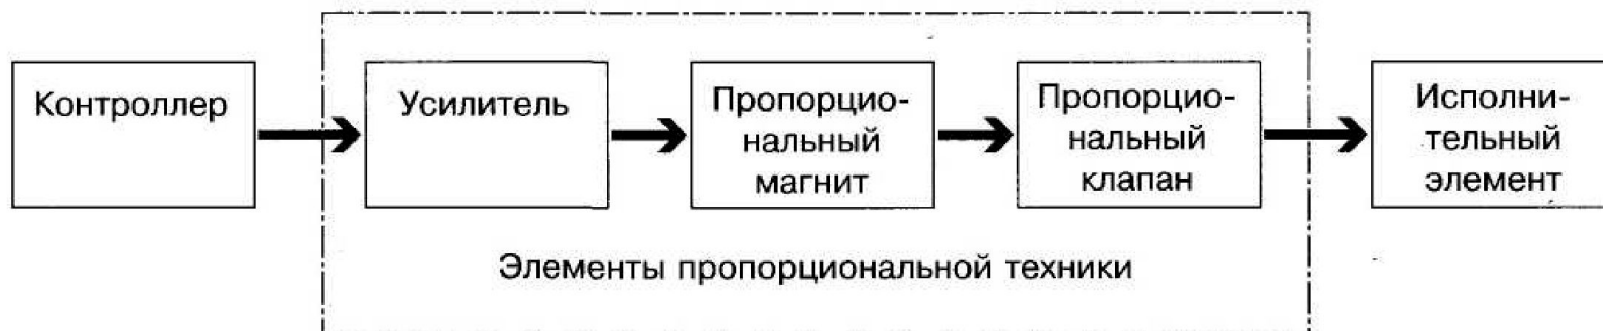 Контроллер
Усилитель
Пропорцио-
нальный
магнит
Пропорцио-
нальный
клапан
Исполни-
тельный
элемент
Элементы пропорциональной техники